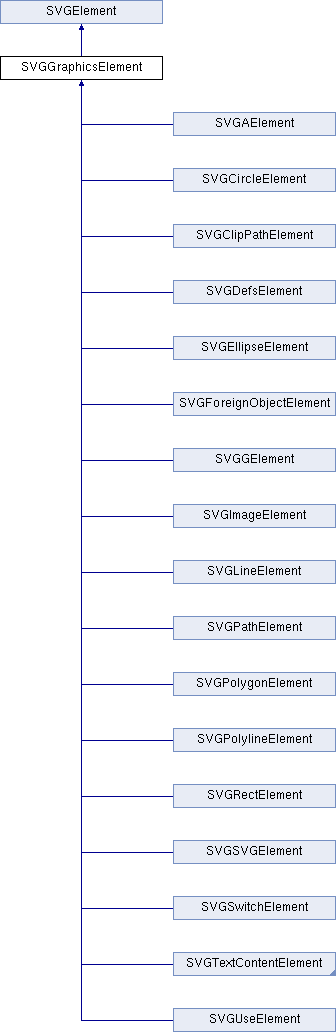 SVGElement
SVGGraphicsElement
SVGAElement
SVGCircleElement
SVGClipPathElement
SVGDefsElement
SVGEllipseElement
SVGForeignObjectElement
SVGGElement
SVGImageElement
SVGLineElement
SVGPathElement
SVGPolygonElement
SVGPolylineElement
SVGRectElement
SVGSVGElement
SVGSwitchElement
SVGTextContentElement
SVGUseElement